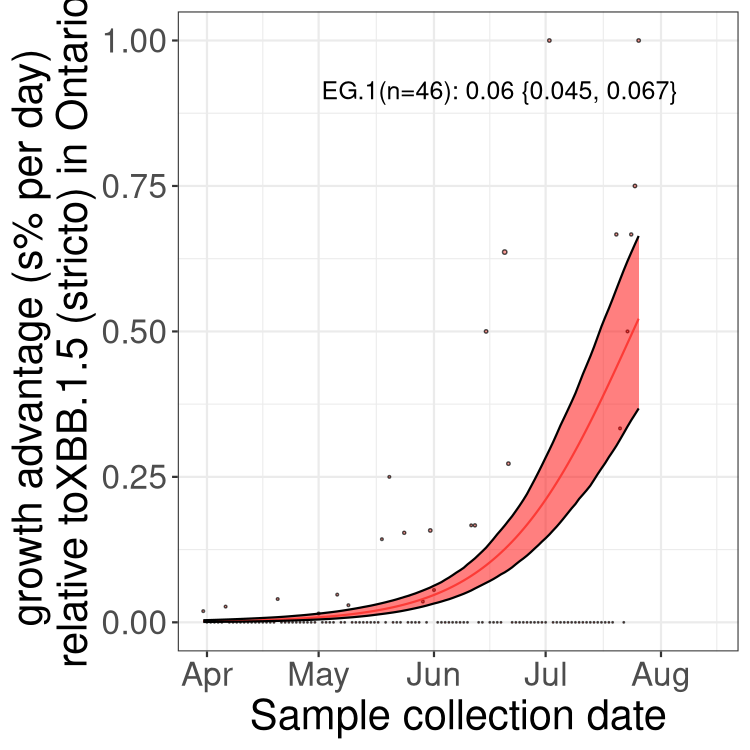 growth advantage (s% per day)
relative toXBB.1.5 (stricto) in Ontario
1.00
0.75
0.50
0.25
0.00
EG.1(n=46): 0.06 {0.045, 0.067}
Apr May Jun Jul Aug
Sample collection date